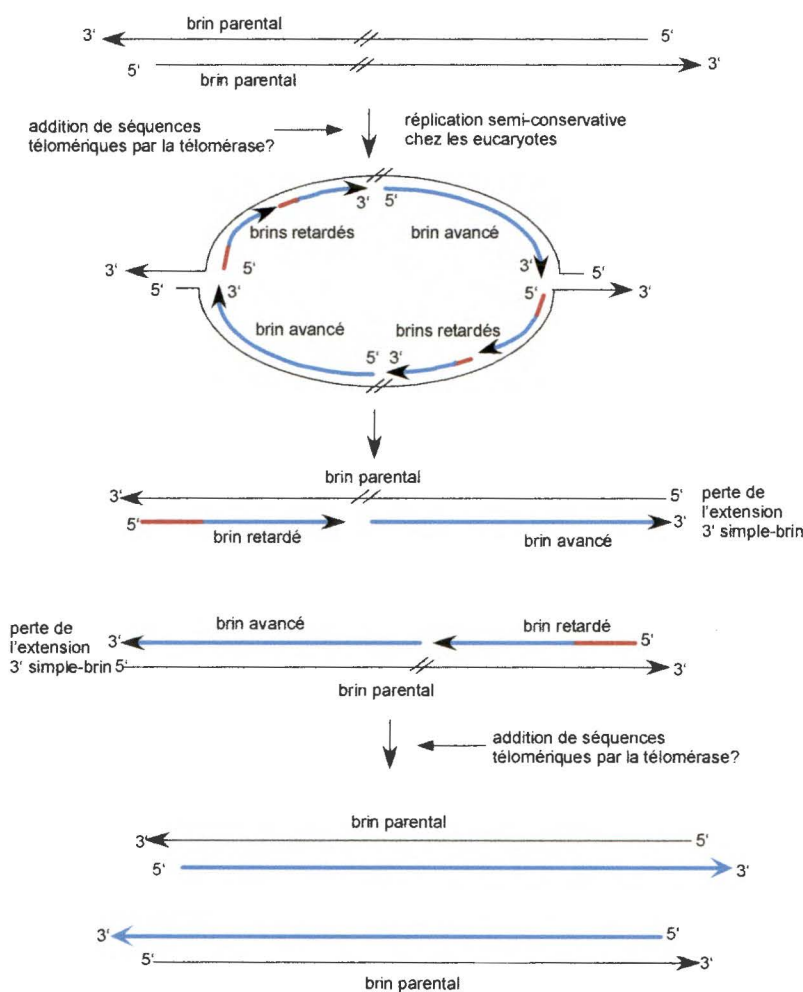 brin parental
3' 5'
5' 3'
brin parental
addition de séquences
télomériques par la télomérase?
réplication semi-conservative
chez les eucaryotes
3' 5'
brins retardés
brin avancé
3' 5' 3' 5'
5' 3' 5' 3'
brin avancé
brins retardés
5' 3'
brin parental
3' 5'
perte de
l'extension
3' simple-brin
5' 3'
brin retardé
brin avancé
perte de
l'extension
3' simple-brin
brin avancé
brin retardé
3' 5'
5' 3'
brin parental
addition de séquences
télomériques par la télomérase?
brin parental
3' 5'
5' 3'
3' 5'
5' 3'
brin parental